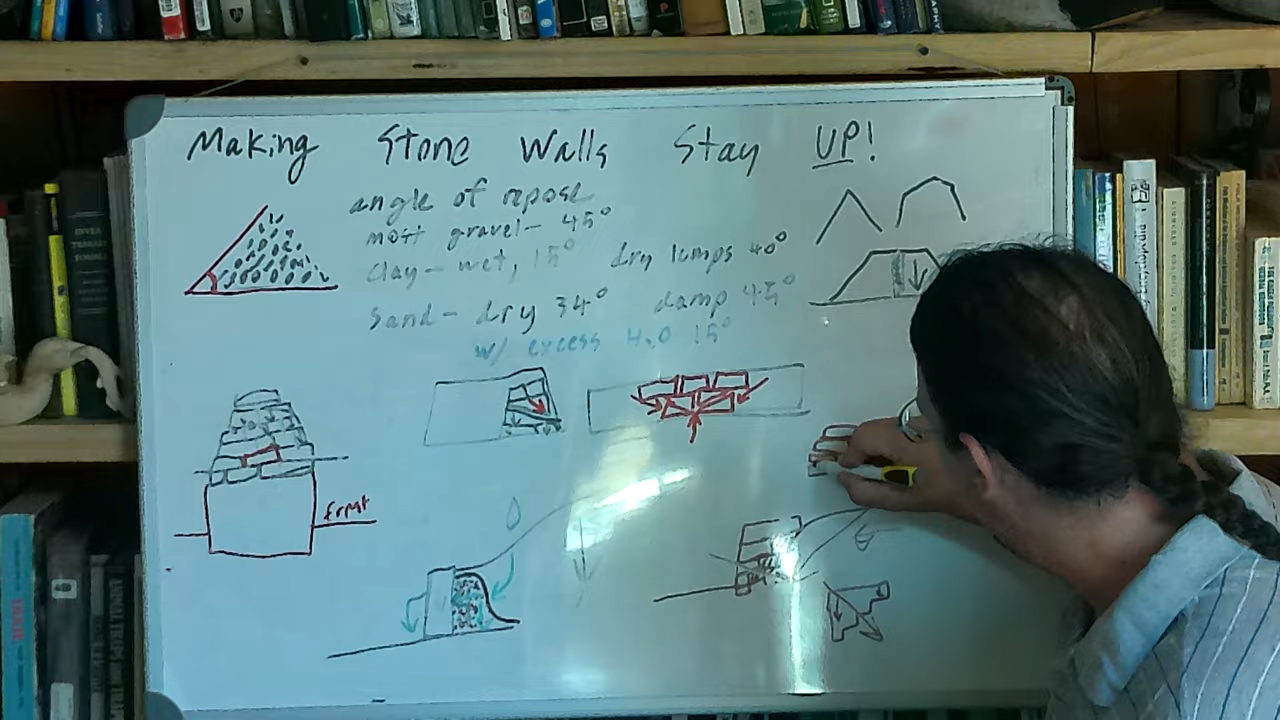 Making Stone Walls Stay UP!
angle of repose
most gravel- 45°
clay- wet, 15° dry lumps 40°
Sand- dry 34° damp 45°
w/ excess H2O 15°
frmt